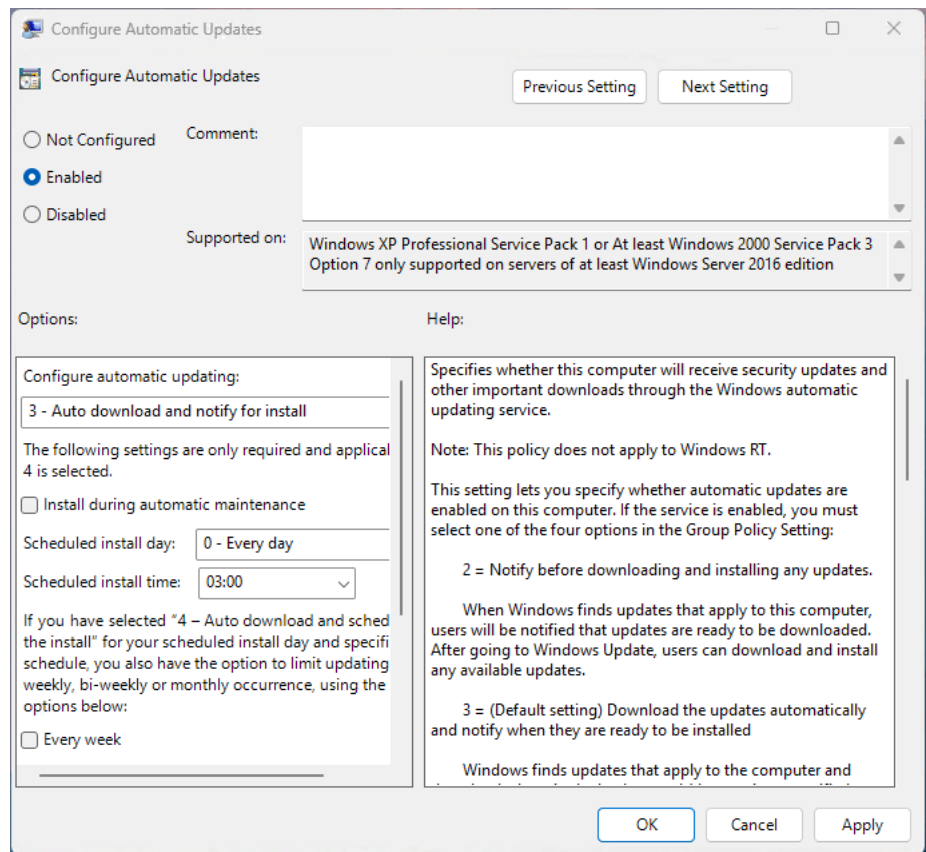 Configure Automatic Updates
Configure Automatic Updates
Previous Setting
Next Setting
Not Configured
Enabled
Disabled
Comment:
Supported on:
Windows XP Professional Service Pack 1 or At least Windows 2000 Service Pack 3
Option 7 only supported on servers of at least Windows Server 2016 edition
Options:
Help:
Configure automatic updating:
3 - Auto download and notify for install
The following settings are only required and applical
4 is selected.
Install during automatic maintenance
Scheduled install day:
0 - Every day
Scheduled install time:
03:00
If you have selected “4 – Auto download and sched
the install” for your scheduled install day and specifi
schedule, you also have the option to limit updating
weekly, bi-weekly or monthly occurrence, using the
options below:
Every week
Specifies whether this computer will receive security updates and
other important downloads through the Windows automatic
updating service.
Note: This policy does not apply to Windows RT.
This setting lets you specify whether automatic updates are
enabled on this computer. If the service is enabled, you must
select one of the four options in the Group Policy Setting:
2 = Notify before downloading and installing any updates.
When Windows finds updates that apply to this computer,
users will be notified that updates are ready to be downloaded.
After going to Windows Update, users can download and install
any available updates.
3 = (Default setting) Download the updates automatically
and notify when they are ready to be installed
Windows finds updates that apply to the computer and
OK
Cancel
Apply